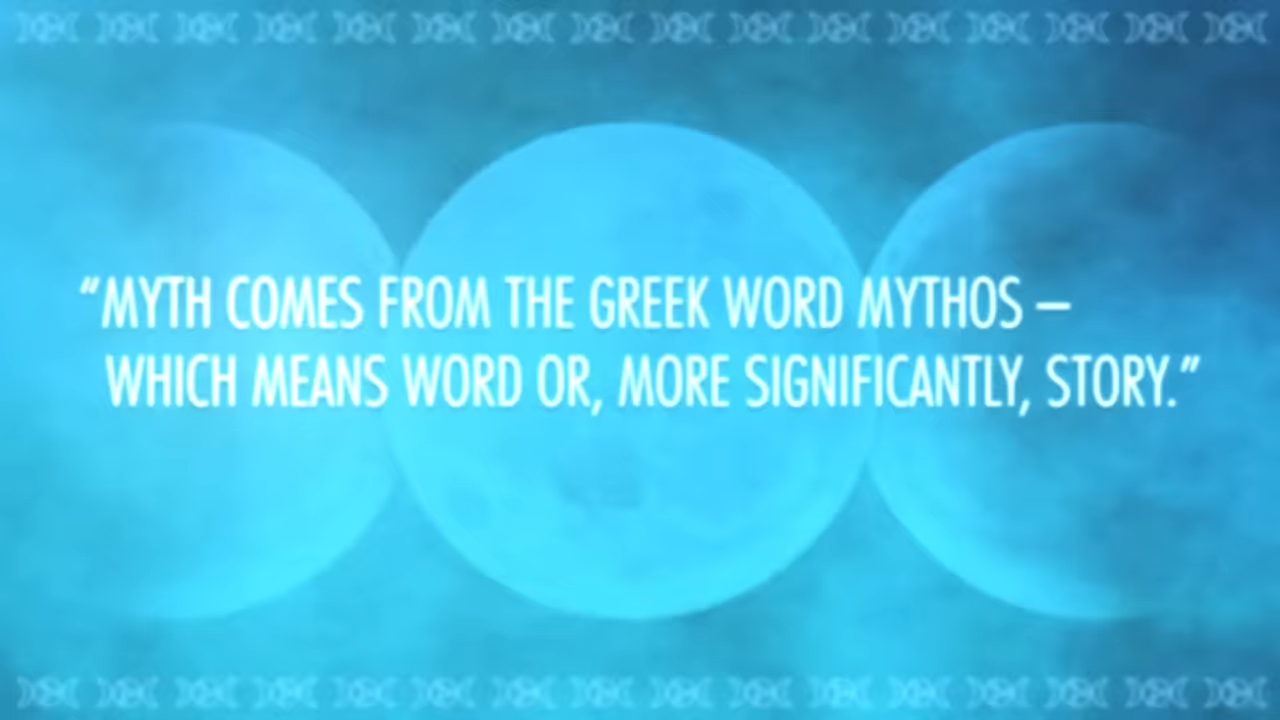 “MYTH COMES FROM THE GREEK WORD MYTHOS –
WHICH MEANS WORD OR, MORE SIGNIFICANTLY, STORY.”